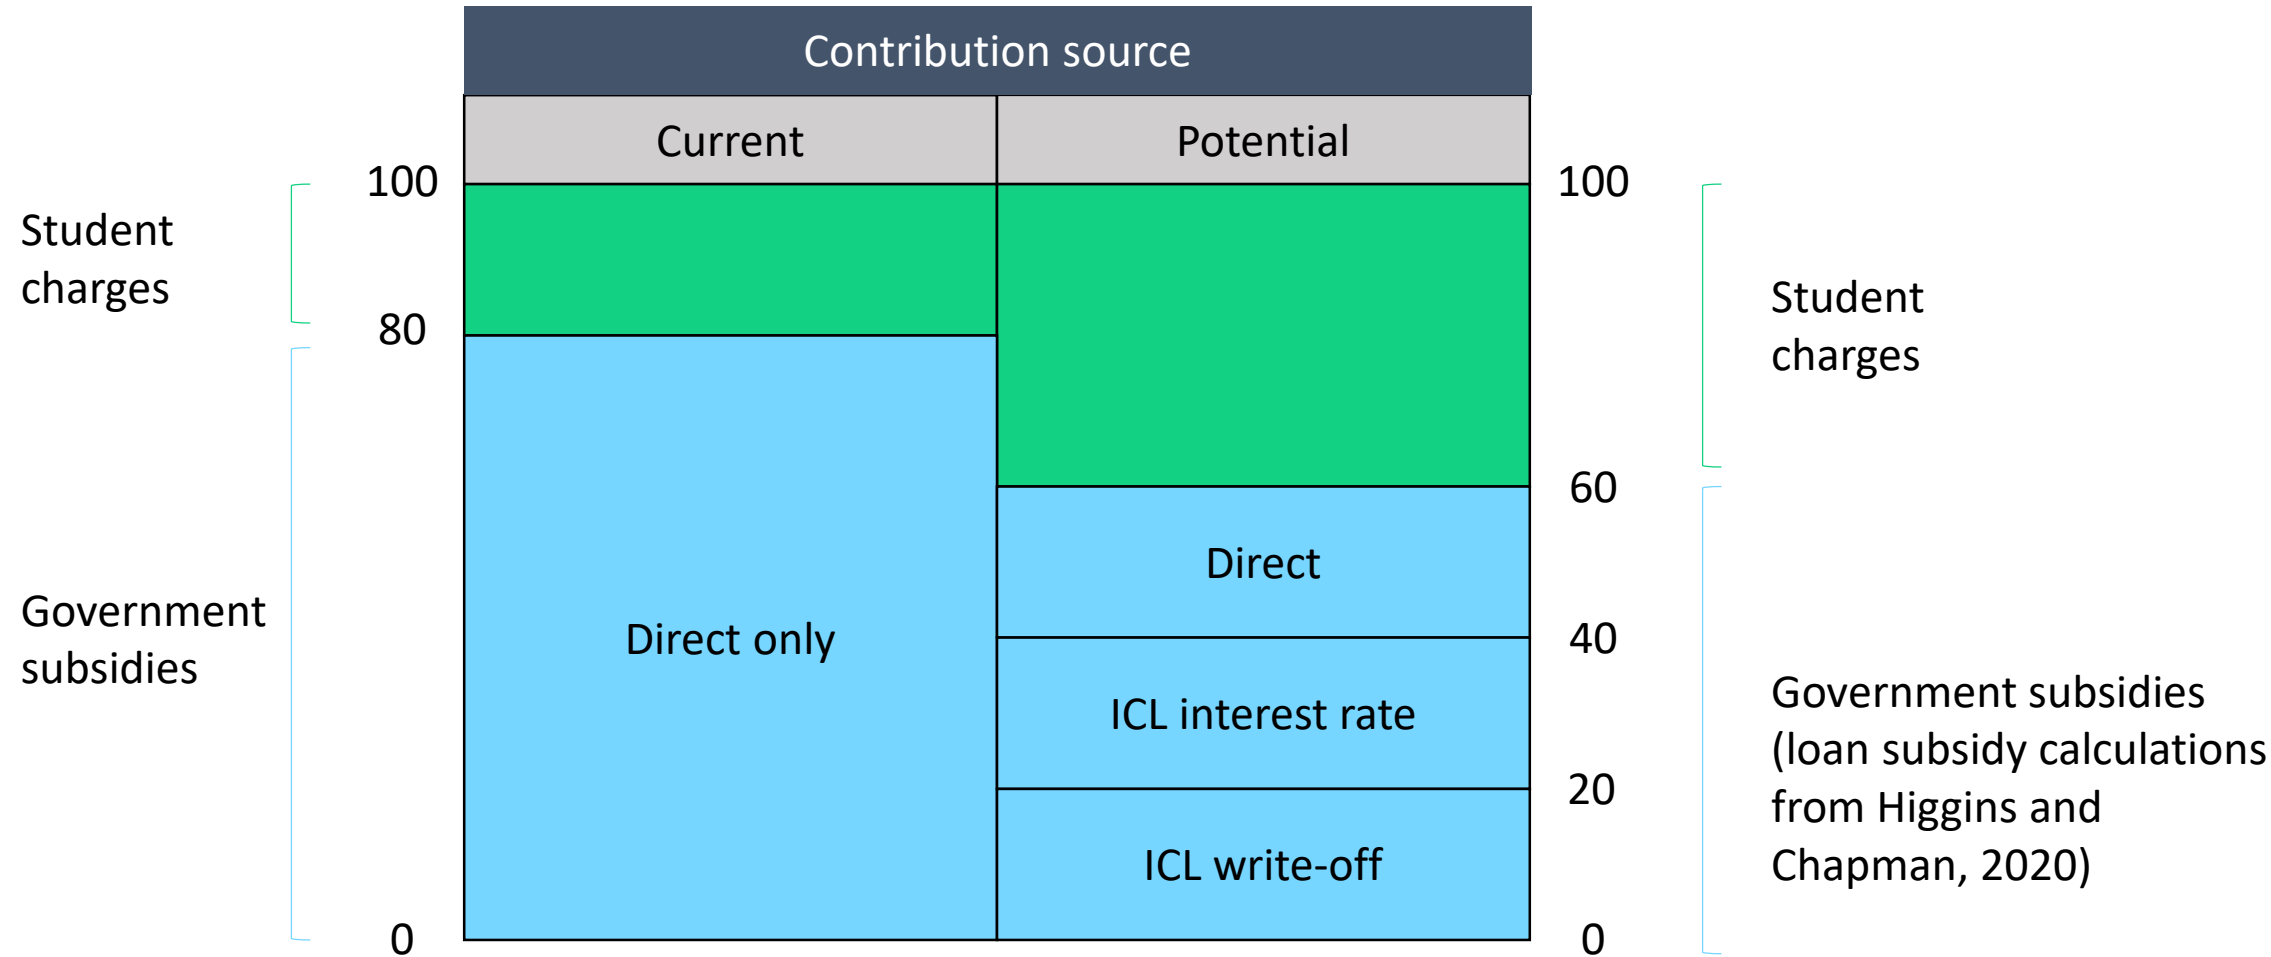 Contribution source
Current
Potential
100
80
0
Student
charges
Government
subsidies
Direct only
Direct
ICL interest rate
ICL write-off
100
60
40
20
0
Student
charges
Government subsidies
(loan subsidy calculations
from Higgins and
Chapman, 2020)